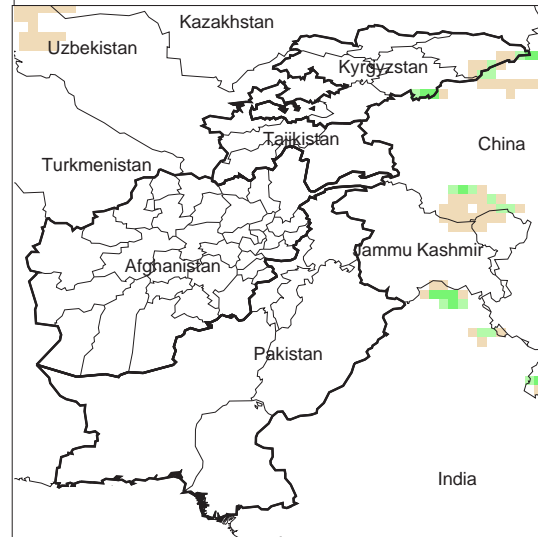 Kazakhstan
Uzbekistan
Kyrgyzstan
Tajikistan
China
Turkmenistan
Jammu Kashmir
Afghanistan
Pakistan
India